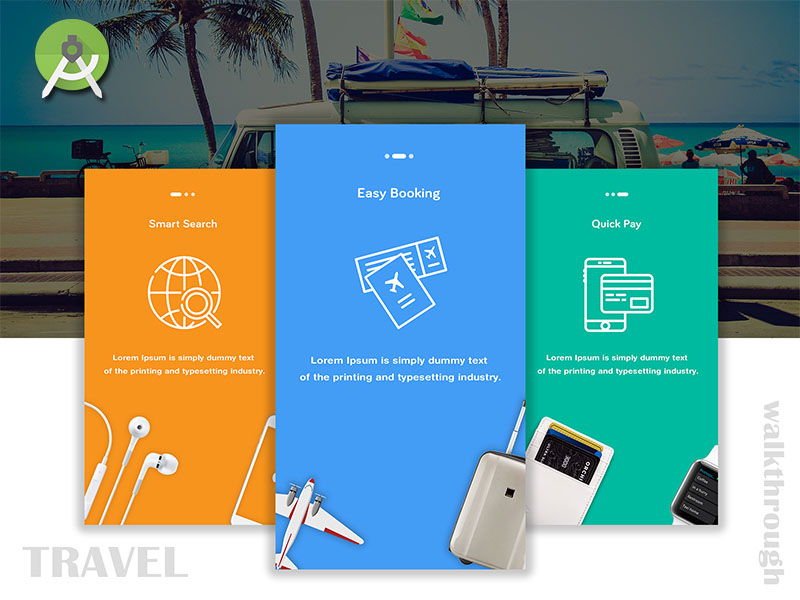 Easy Booking
Smart Search
Quick Pay
Lorem Ipsum is simply dummy text
of the printing and typesetting industry.
Lorem Ipsum is simply dummy text
of the printing and typesetting industry.
Lorem Ipsum is simply dummy text
of the printing and typesetting industry.
Coffee
TRAVEL
walkthrough